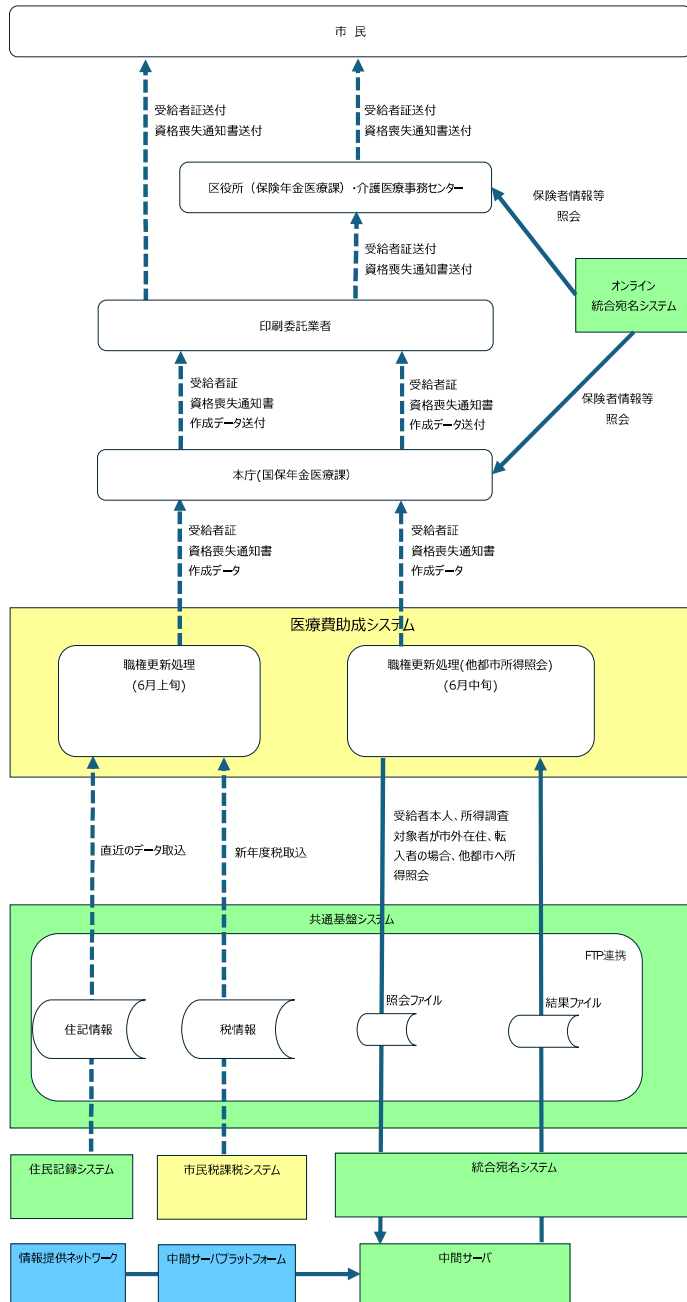 市 民
受給者証送付
資格喪失通知書送付
受給者証送付
資格喪失通知書送付
区役所（保険年金医療課）・介護医療事務センター
保険者情報等
照会
受給者証送付
資格喪失通知書送付
オンライン
統合宛名システム
印刷委託業者
受給者証
資格喪失通知書
作成データ送付
受給者証
資格喪失通知書
作成データ送付
保険者情報等
照会
本庁(国保年金医療課）
受給者証
資格喪失通知書
作成データ
受給者証
資格喪失通知書
作成データ
医療費助成システム
職権更新処理
(6月上旬)
職権更新処理(他都市所得照会)
(6月中旬)
直近のデータ取込
新年度税取込
受給者本人、所得調査
対象者が市外在住、転
入者の場合、他都市へ所
得照会
共通基盤システム
FTP連携
住記情報
税情報
照会ファイル
結果ファイル
住民記録システム
市民税課税システム
統合宛名システム
情報提供ネットワーク
中間サーバプラットフォーム
中間サーバ